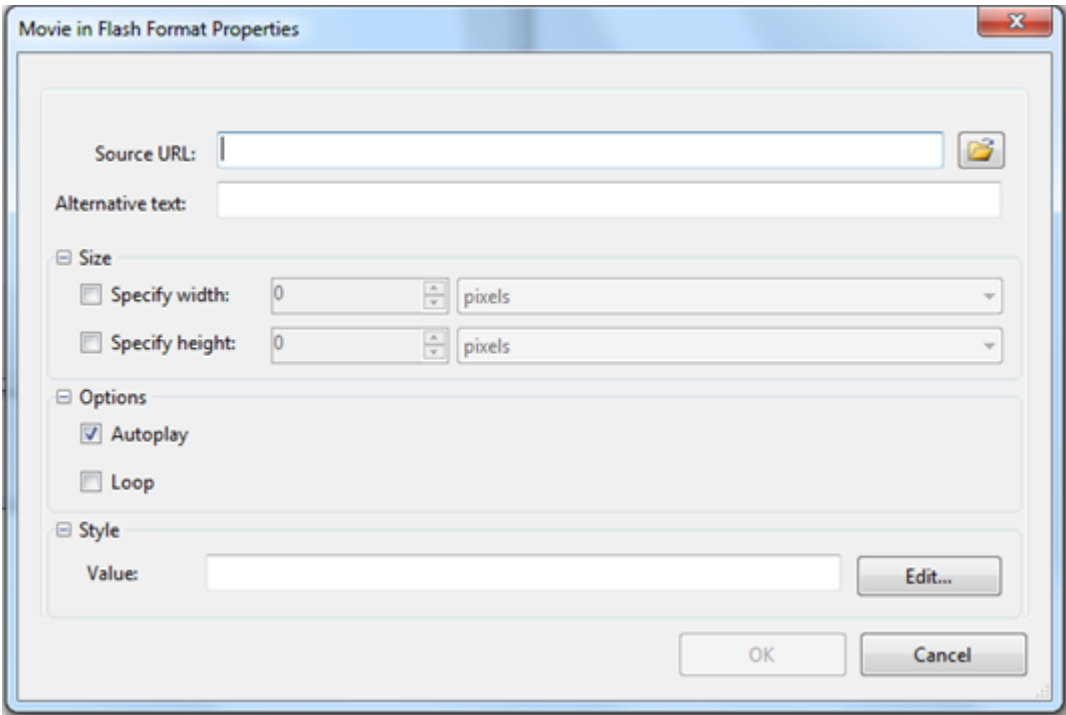 Movie in Flash Format Properties
Source URL:
Alternative text:
Size
Specify width: 0 pixels
Specify height: 0 pixels
Options
Autoplay
Loop
Style
Value: Edit...
OK Cancel